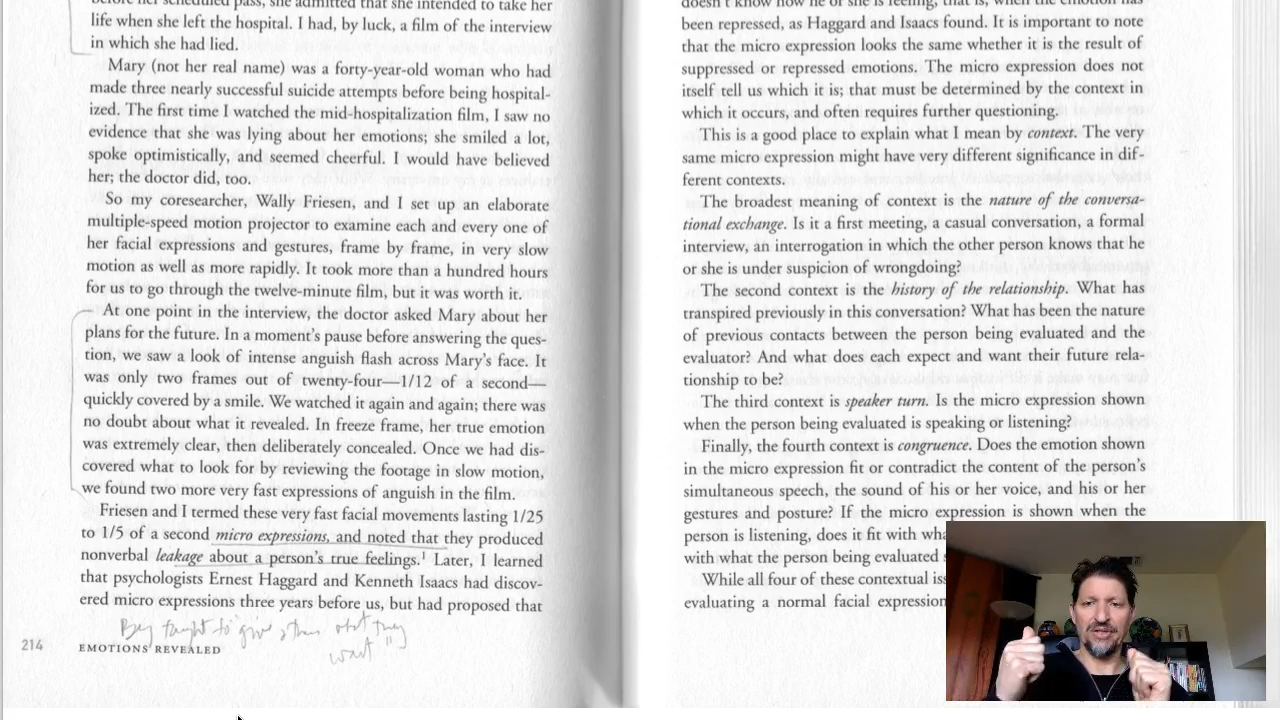 before her scheduled pass, she admitted that she intended to take her
life when she left the hospital. I had, by luck, a film of the interview
in which she had lied.
Mary (not her real name) was a forty-year-old woman who had
made three nearly successful suicide attempts before being hospital-
ized. The first time I watched the mid-hospitalization film, I saw no
evidence that she was lying about her emotions; she smiled a lot,
spoke optimistically, and seemed cheerful. I would have believed
her; the doctor did, too.
So my coresearcher, Wally Friesen, and I set up an elaborate
multiple-speed motion projector to examine each and every one of
her facial expressions and gestures, frame by frame, in very slow
motion as well as more rapidly. It took more than a hundred hours
for us to go through the twelve-minute film, but it was worth it.
At one point in the interview, the doctor asked Mary about her
plans for the future. In a moment's pause before answering the ques-
tion, we saw a look of intense anguish flash across Mary's face. It
was only two frames out of twenty-four—1/12 of a second—
quickly covered by a smile. We watched it again and again; there was
no doubt about what it revealed. In freeze frame, her true emotion
was extremely clear, then deliberately concealed. Once we had dis-
covered what to look for by reviewing the footage in slow motion,
we found two more very fast expressions of anguish in the film.
Friesen and I termed these very fast facial movements lasting 1/25
to 1/5 of a second micro expressions, and noted that they produced
nonverbal leakage about a person's true feelings.¹ Later, I learned
that psychologists Ernest Haggard and Kenneth Isaacs had discov-
ered micro expressions three years before us, but had proposed that
taught to "give what they
want"
214 EMOTIONS REVEALED
doesn't know how he or she is feeling, that is, when the emotion has
been repressed, as Haggard and Isaacs found. It is important to note
that the micro expression looks the same whether it is the result of
suppressed or repressed emotions. The micro expression does not
itself tell us which it is; that must be determined by the context in
which it occurs, and often requires further questioning.
This is a good place to explain what I mean by context. The very
same micro expression might have very different significance in dif-
ferent contexts.
The broadest meaning of context is the nature of the conversa-
tional exchange. Is it a first meeting, a casual conversation, a formal
interview, an interrogation in which the other person knows that he
or she is under suspicion of wrongdoing?
The second context is the history of the relationship. What has
transpired previously in this conversation? What has been the nature
of previous contacts between the person being evaluated and the
evaluator? And what does each expect and want their future rela-
tionship to be?
The third context is speaker turn. Is the micro expression shown
when the person being evaluated is speaking or listening?
Finally, the fourth context is congruence. Does the emotion shown
in the micro expression fit or contradict the content of the person's
simultaneous speech, the sound of his or her voice, and his or her
gestures and posture? If the micro expression is shown when the
person is listening, does it fit with
with what the person being evaluated
While all four of these contextual
evaluating a normal facial expression